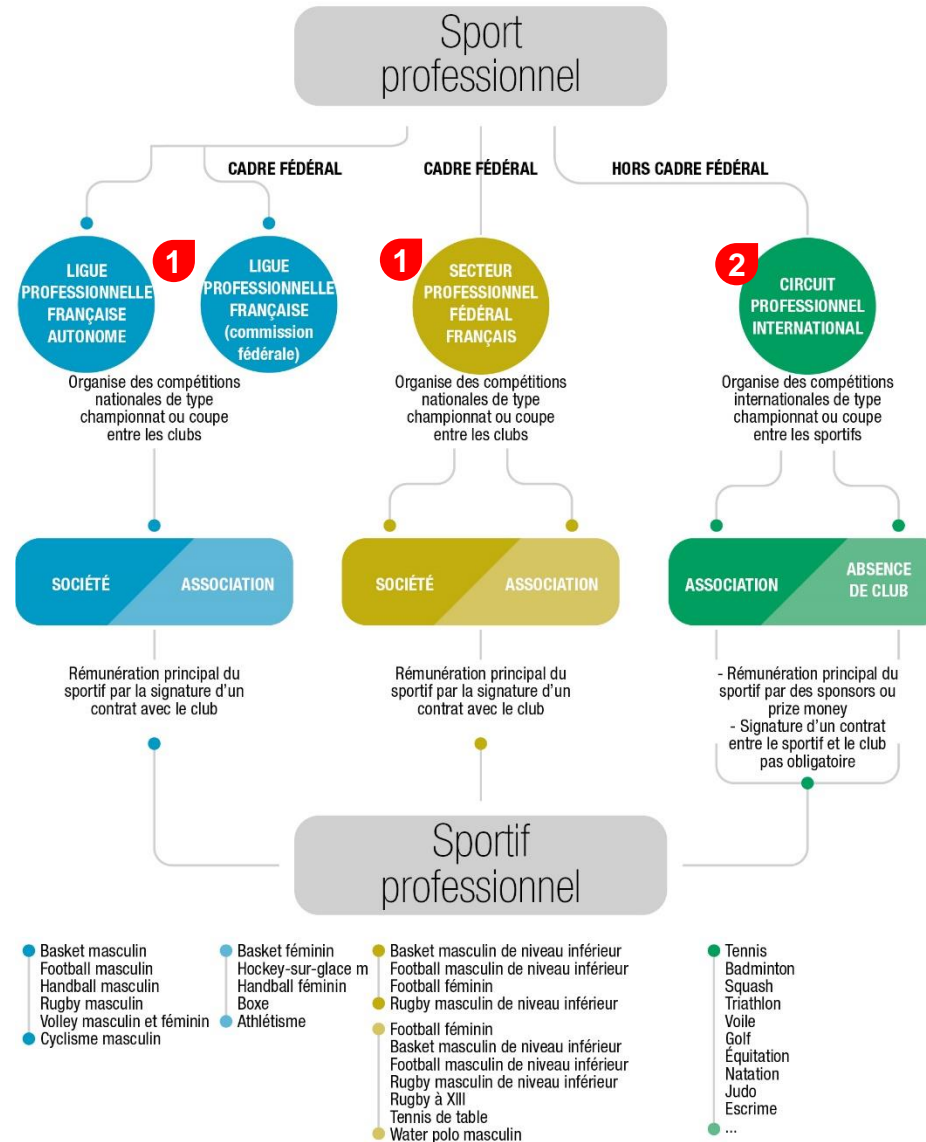 Sport
professionnel
CADRE FÉDÉRAL
CADRE FÉDÉRAL
HORS CADRE FÉDÉRAL
1
LIGUE
PROFESSIONNELLE
FRANÇAISE
AUTONOME
LIGUE
PROFESSIONNELLE
FRANÇAISE
(commission
fédérale)
Organise des compétitions
nationales de type
championnat ou coupe
entre les clubs
1
SECTEUR
PROFESSIONNEL
FÉDÉRAL
FRANÇAIS
Organise des compétitions
nationales de type
championnat ou coupe
entre les clubs
2
CIRCUIT
PROFESSIONNEL
INTERNATIONAL
Organise des compétitions
internationales de type
championnat ou coupe
entre les sportifs
SOCIÉTÉ
ASSOCIATION
SOCIÉTÉ
ASSOCIATION
ASSOCIATION
ABSENCE
DE CLUB
Rémunération principal du
sportif par la signature d'un
contrat avec le club
Rémunération principal du
sportif par la signature d'un
contrat avec le club
- Rémunération principal du
sportif par des sponsors ou
prize money
- Signature d'un contrat
entre le sportif et le club
pas obligatoire
Sportif
professionnel
Basket masculin
Football masculin
Handball masculin
Rugby masculin
Volley masculin et féminin
Cyclisme masculin
Basket féminin
Hockey-sur-glace m
Handball féminin
Boxe
Athlétisme
Basket masculin de niveau inférieur
Football masculin de niveau inférieur
Football féminin
Rugby masculin de niveau inférieur
Football féminin
Basket masculin de niveau inférieur
Football masculin de niveau inférieur
Rugby masculin de niveau inférieur
Rugby à XIII
Tennis de table
Water polo masculin
Tennis
Badminton
Squash
Triathlon
Voile
Golf
Équitation
Natation
Judo
Escrime
...